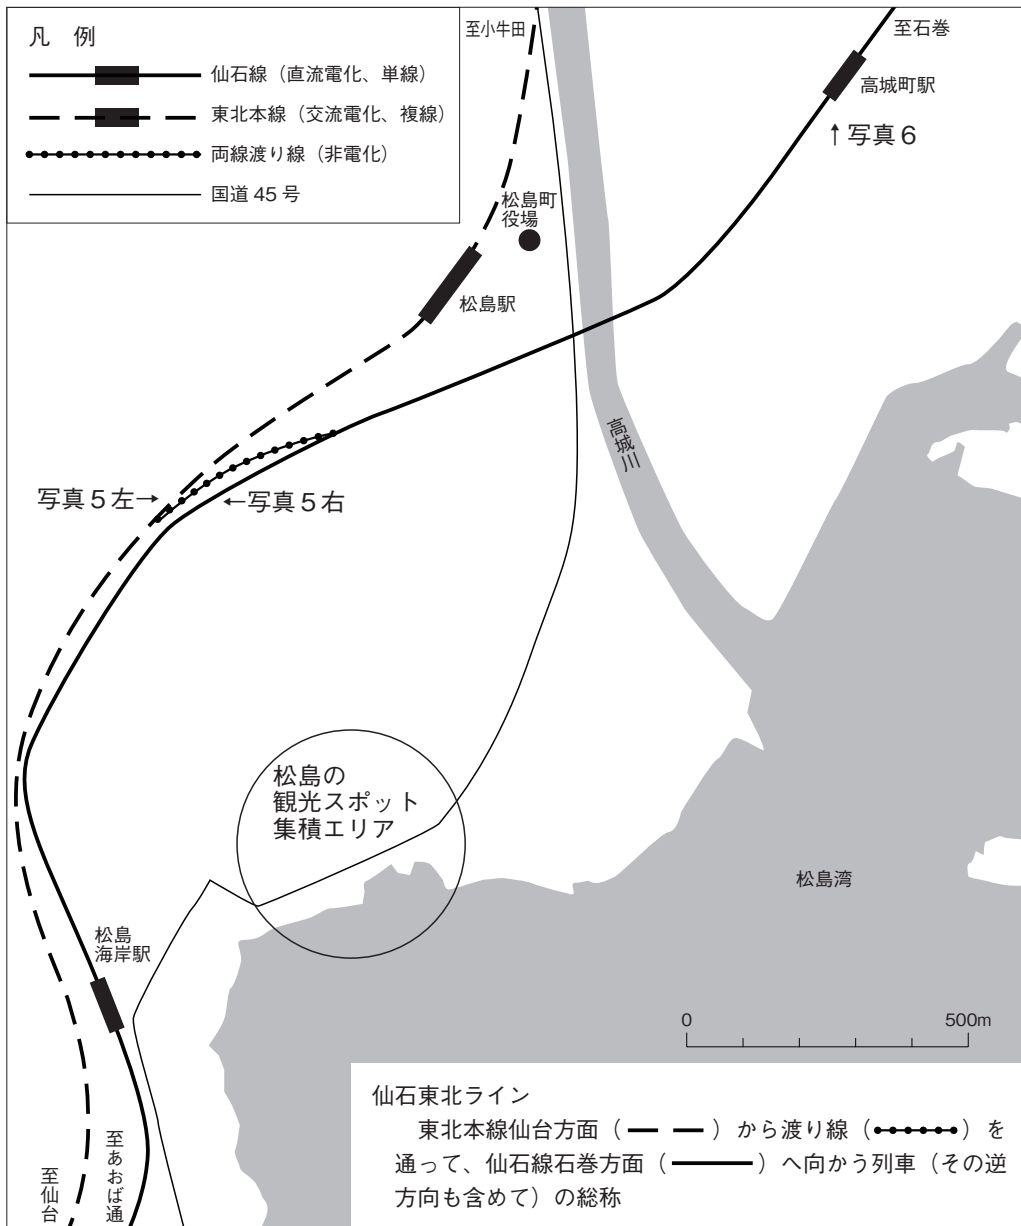 凡　例
仙石線（直流電化、単線）
東北本線（交流電化、複線）
両線渡り線（非電化）
国道 45 号
至小牛田
至石巻
高城町駅
↑写真６
松島町
役場
松島駅
高城川
写真５左→
←写真５右
松島の
観光スポット
集積エリア
松島湾
松島
海岸駅
0
500m
至仙台
至あおば通
仙石東北ライン
東北本線仙台方面（　）から渡り線（　）を
通って、仙石線石巻方面（　）へ向かう列車（その逆
方向も含めて）の総称